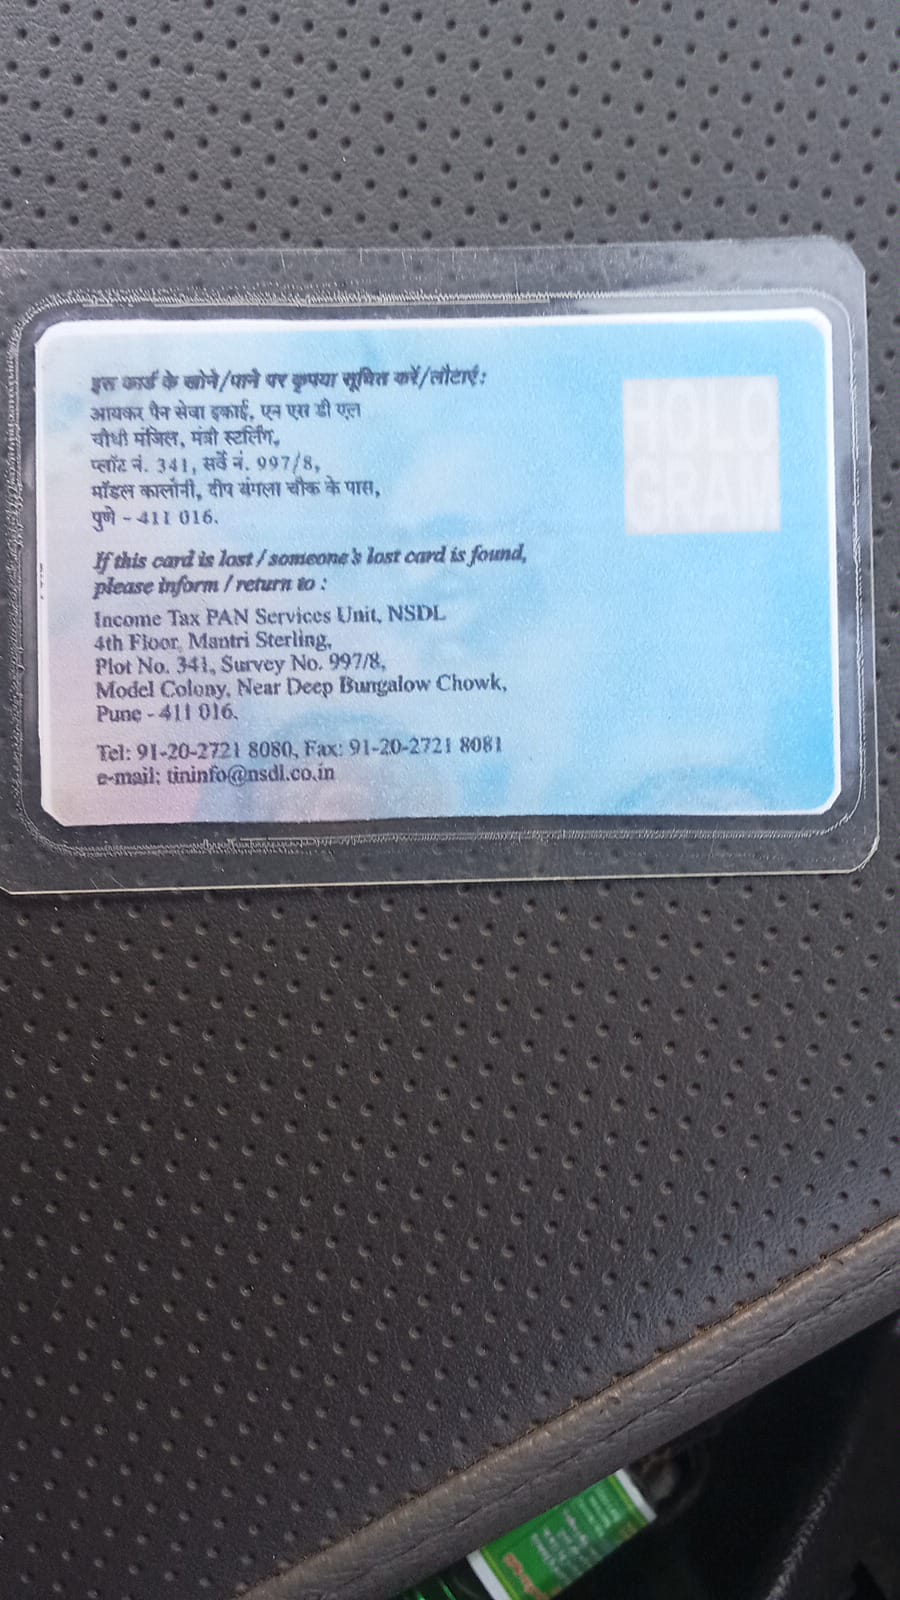 इस कार्ड के खोने/पाने पर कृपया सूचित करें/लौटाएं:
आयकर पैन सेवा इकाई, एन एस डी एल
चौथी मंजिल, मंत्री स्टर्लिंग,
प्लॉट नं. 341, सर्वे नं. 997/8,
मॉडल कालोनी, दीप बंगला चौक के पास,
पुणे - 411 016.
HOLO
GRAM
If this card is lost / someone's lost card is found,
please inform / return to :
Income Tax PAN Services Unit, NSDL
4th Floor, Mantri Sterling,
Plot No. 341, Survey No. 997/8,
Model Colony, Near Deep Bungalow Chowk,
Pune - 411 016.
Tel: 91-20-2721 8080, Fax: 91-20-2721 8081
e-mail: tininfo@nsdl.co.in